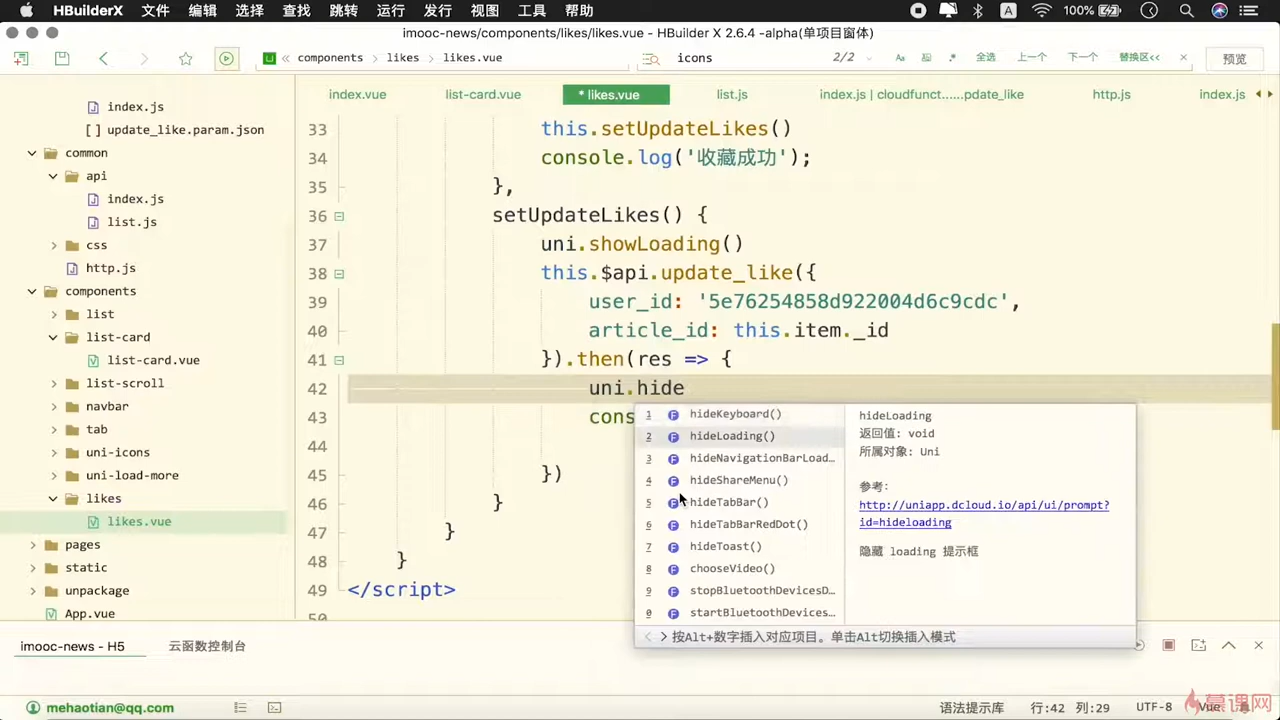 HBuilderX 文件 编辑 选择 查找 跳转 运行 发行 视图 工具 帮助 100%
imooc-news/components/likes/likes.vue - HBuilder X 2.6.4 -alpha(单项目窗体)
components likes likes.vue icons 2/2 Aa 全选 上一个 下一个 替换区<< 预览
index.vue list-card.vue * likes.vue list.js index.js | cloudfunct......pd­ate_like http.js index.js
index.js
[ ] update_like.param.json
common
api
index.js
list.js
css
http.js
components
list
list-card
list-card.vue
list-scroll
navbar
tab
uni-icons
uni-load-more
likes
likes.vue
pages
static
unpackage
App.vue
33 this.setUpdateLikes()
34 console.log('收藏成功');
35 },
36 setUpdateLikes() {
37 uni.showLoading()
38 this.$api.update_like({
39 user_id: '5e76254858d922004d6c9cdc',
40 article_id: this.item._id
41 }).then(res => {
42 uni.hide
43 cons
44
45 })
46 }
47 }
48 }
49 </script>
50
1 hideKeyboard()
2 hideLoading()
3 hideNavigationBarLoad…
4 hideShareMenu()
5 hideTabBar()
6 hideTabBarRedDot()
7 hideToast()
8 chooseVideo()
9 stopBluetoothDevicesD…
0 startBluetoothDevices…
hideLoading
返回值: void
所属对象: Uni
参考:
http://uniapp.dcloud.io/api/ui/prompt?
id=hideloading
隐藏 loading 提示框
按Alt+数字插入对应项目。单击Alt切换插入模式
imooc-news - H5 云函数控制台
mehaotian@qq.com 语法提示库 行:42 列:29 UTF-8 Vue
慕课网